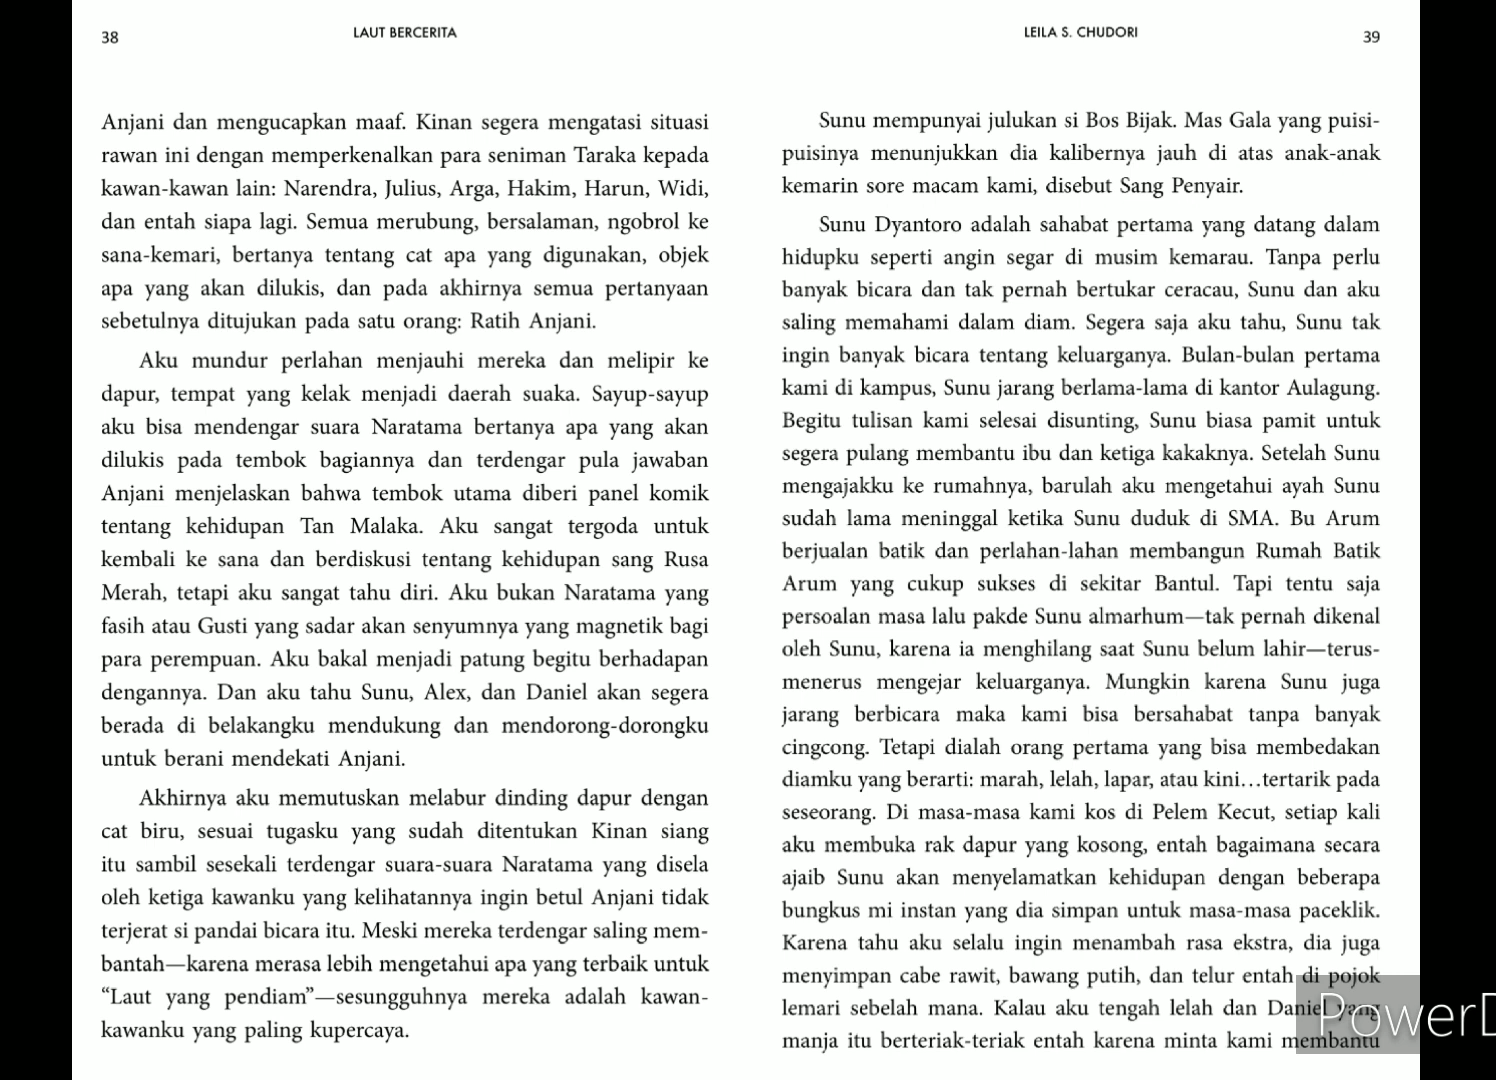 38
LAUT BERCERITA
Anjani dan mengucapkan maaf. Kinan segera mengatasi situasi
rawan ini dengan memperkenalkan para seniman Taraka kepada
kawan-kawan lain: Narendra, Julius, Arga, Hakim, Harun, Widi,
dan entah siapa lagi. Semua merubung, bersalaman, ngobrol ke
sana-kemari, bertanya tentang cat apa yang digunakan, objek
apa yang akan dilukis, dan pada akhirnya semua pertanyaan
sebetulnya ditujukan pada satu orang: Ratih Anjani.
Aku mundur perlahan menjauhi mereka dan melipir ke
dapur, tempat yang kelak menjadi daerah suaka. Sayup-sayup
aku bisa mendengar suara Naratama bertanya apa yang akan
dilukis pada tembok bagiannya dan terdengar pula jawaban
Anjani menjelaskan bahwa tembok utama diberi panel komik
tentang kehidupan Tan Malaka. Aku sangat tergoda untuk
kembali ke sana dan berdiskusi tentang kehidupan sang Rusa
Merah, tetapi aku sangat tahu diri. Aku bukan Naratama yang
fasih atau Gusti yang sadar akan senyumnya yang magnetik bagi
para perempuan. Aku bakal menjadi patung begitu berhadapan
dengannya. Dan aku tahu Sunu, Alex, dan Daniel akan segera
berada di belakangku mendukung dan mendorong-dorongku
untuk berani mendekati Anjani.
Akhirnya aku memutuskan melabur dinding dapur dengan
cat biru, sesuai tugasku yang sudah ditentukan Kinan siang
itu sambil sesekali terdengar suara-suara Naratama yang disela
oleh ketiga kawanku yang kelihatannya ingin betul Anjani tidak
terjerat si pandai bicara itu. Meski mereka terdengar saling mem-
bantah—karena merasa lebih mengetahui apa yang terbaik untuk
“Laut yang pendiam”—sesungguhnya mereka adalah kawan-
kawanku yang paling kupercaya.
LEILA S. CHUDORI
39
Sunu mempunyai julukan si Bos Bijak. Mas Gala yang puisi-
puisinya menunjukkan dia kalibernya jauh di atas anak-anak
kemarin sore macam kami, disebut Sang Penyair.
Sunu Dyantoro adalah sahabat pertama yang datang dalam
hidupku seperti angin segar di musim kemarau. Tanpa perlu
banyak bicara dan tak pernah bertukar ceracau, Sunu dan aku
saling memahami dalam diam. Segera saja aku tahu, Sunu tak
ingin banyak bicara tentang keluarganya. Bulan-bulan pertama
kami di kampus, Sunu jarang berlama-lama di kantor Aulagung.
Begitu tulisan kami selesai disunting, Sunu biasa pamit untuk
segera pulang membantu ibu dan ketiga kakaknya. Setelah Sunu
mengajakku ke rumahnya, barulah aku mengetahui ayah Sunu
sudah lama meninggal ketika Sunu duduk di SMA. Bu Arum
berjualan batik dan perlahan-lahan membangun Rumah Batik
Arum yang cukup sukses di sekitar Bantul. Tapi tentu saja
persoalan masa lalu pakde Sunu almarhum—tak pernah dikenal
oleh Sunu, karena ia menghilang saat Sunu belum lahir—terus-
menerus mengejar keluarganya. Mungkin karena Sunu juga
jarang berbicara maka kami bisa bersahabat tanpa banyak
cingcong. Tetapi dialah orang pertama yang bisa membedakan
diamku yang berarti: marah, lelah, lapar, atau kini…tertarik pada
seseorang. Di masa-masa kami kos di Pelem Kecut, setiap kali
aku membuka rak dapur yang kosong, entah bagaimana secara
ajaib Sunu akan menyelamatkan kehidupan dengan beberapa
bungkus mi instan yang dia simpan untuk masa-masa paceklik.
Karena tahu aku selalu ingin menambah rasa ekstra, dia juga
menyimpan cabe rawit, bawang putih, dan telur entah di pojok
lemari sebelah mana. Kalau aku tengah lelah dan Daniel yang
manja itu berteriak-teriak entah karena minta kami membantu
PowerD